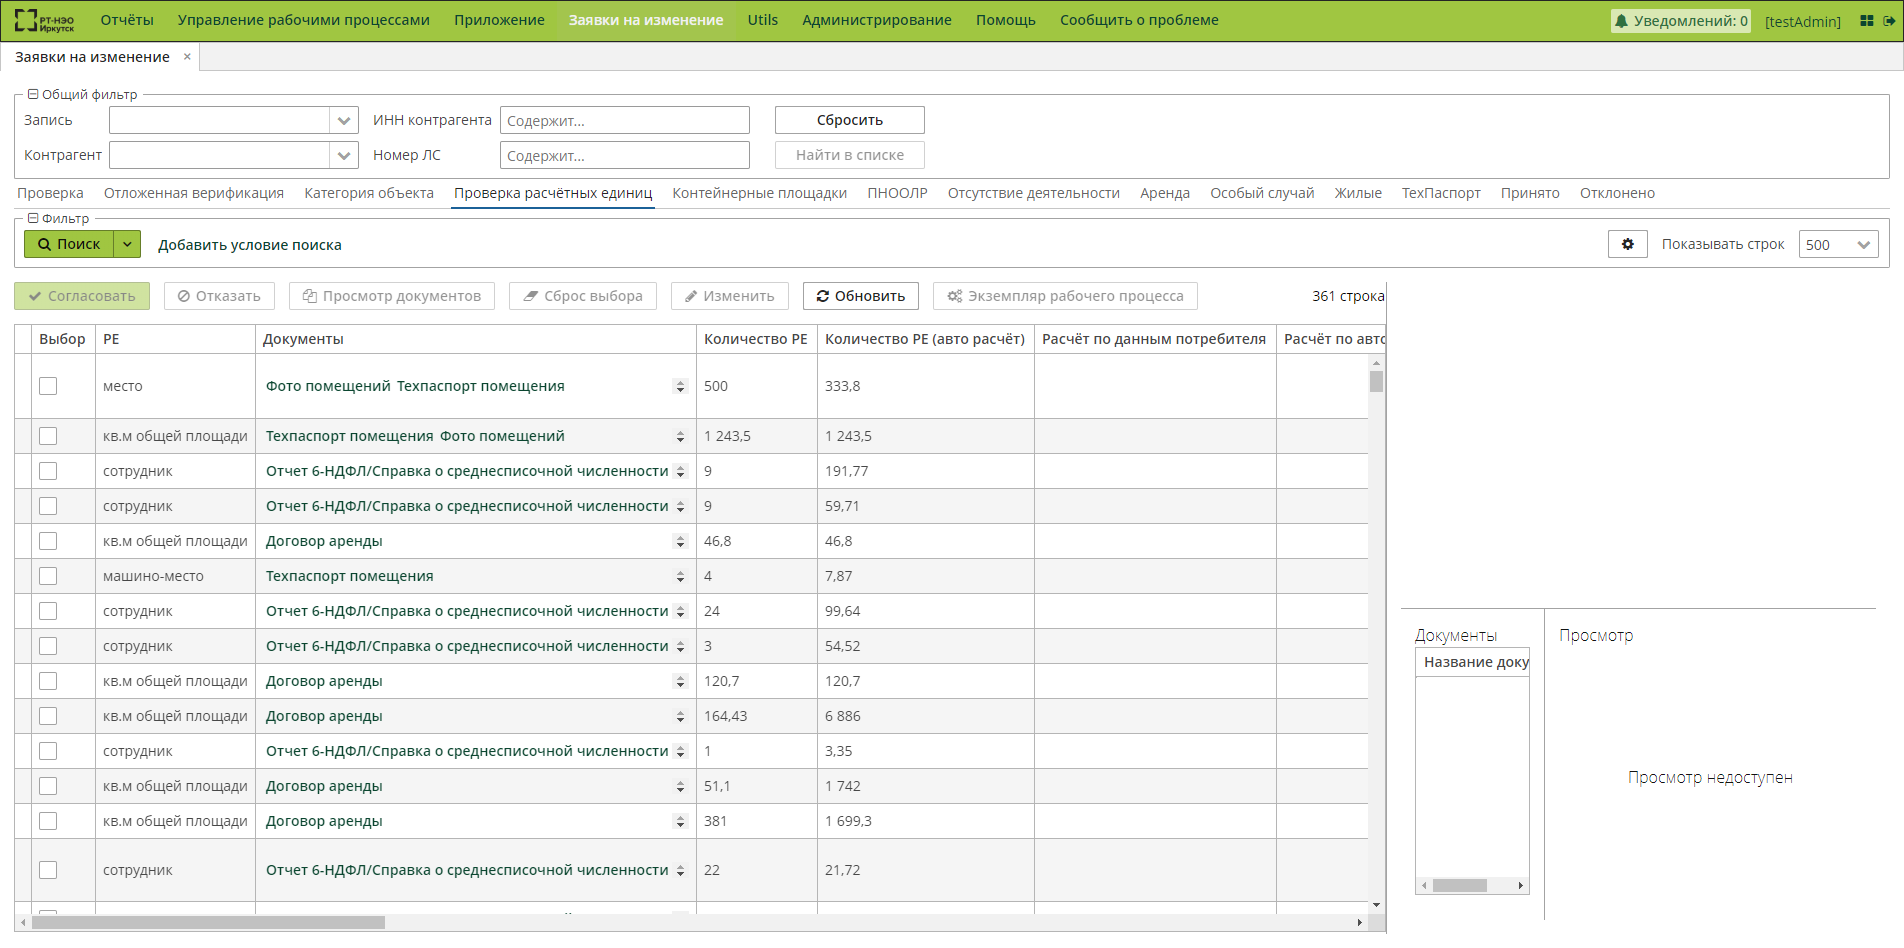 РТ-НЭО Иркутск Отчёты Управление рабочими процессами Приложение Заявки на изменение Utils Администрирование Помощь Сообщить о проблеме Уведомлений: 0 [testAdmin]
Заявки на изменение ×
Общий фильтр
Запись ИНН контрагента Содержит... Сбросить
Контрагент Номер ЛС Содержит... Найти в списке
Проверка Отложенная верификация Категория объекта Проверка расчётных единиц Контейнерные площадки ПНООЛР Отсутствие деятельности Аренда Особый случай Жилые ТехПаспорт Принято Отклонено
Фильтр
Поиск Добавить условие поиска Показывать строк 500
Согласовать Отказать Просмотр документов Сброс выбора Изменить Обновить Экземпляр рабочего процесса 361 строка
Выбор РЕ Документы Количество РЕ Количество РЕ (авто расчёт) Расчёт по данным потребителя Расчёт по авто
место Фото помещений Техпаспорт помещения 500 333,8
кв.м общей площади Техпаспорт помещения Фото помещений 1 243,5 1 243,5
сотрудник Отчет 6-НДФЛ/Справка о среднесписочной численности 9 191,77
сотрудник Отчет 6-НДФЛ/Справка о среднесписочной численности 9 59,71
кв.м общей площади Договор аренды 46,8 46,8
машино-место Техпаспорт помещения 4 7,87
сотрудник Отчет 6-НДФЛ/Справка о среднесписочной численности 24 99,64
сотрудник Отчет 6-НДФЛ/Справка о среднесписочной численности 3 54,52
кв.м общей площади Договор аренды 120,7 120,7
кв.м общей площади Договор аренды 164,43 6 886
сотрудник Отчет 6-НДФЛ/Справка о среднесписочной численности 1 3,35
кв.м общей площади Договор аренды 51,1 1 742
кв.м общей площади Договор аренды 381 1 699,3
сотрудник Отчет 6-НДФЛ/Справка о среднесписочной численности 22 21,72
Документы
Название доку
Просмотр
Просмотр недоступен